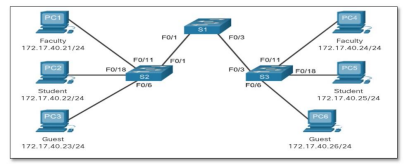 PC1
Faculty
172.17.40.21/24
PC2
Student
172.17.40.22/24
PC3
Guest
172.17.40.23/24
F0/11
F0/18
F0/6
F0/1
S2
F0/1
S1
F0/3
F0/3
S3
F0/11
F0/18
F0/6
PC4
Faculty
172.17.40.24/24
PC5
Student
172.17.40.25/24
PC6
Guest
172.17.40.26/24